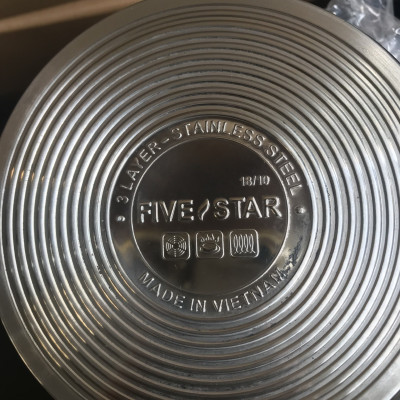 3 LAYER - STAINLESS STEEL
18/10
FIVE STAR
MADE IN VIETNAM